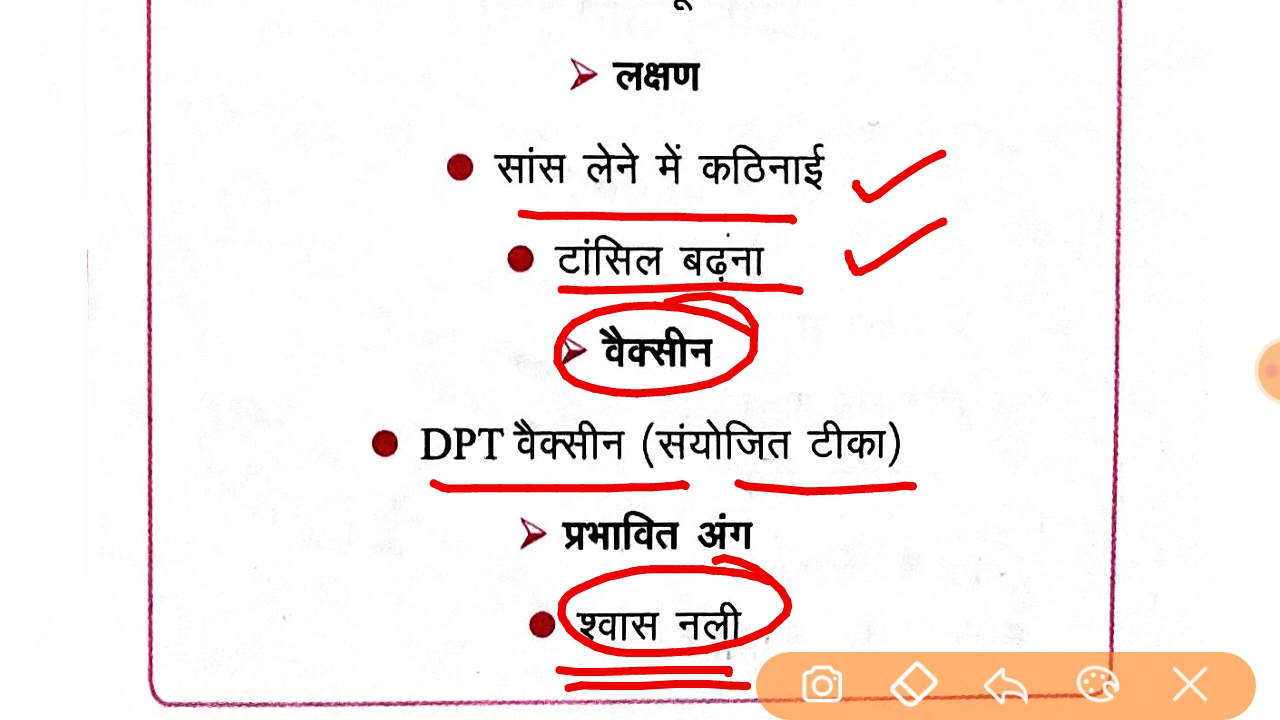 लक्षण
सांस लेने में कठिनाई
टांसिल बढ़ना
वैक्सीन
DPT वैक्सीन (संयोजित टीका)
प्रभावित अंग
श्वास नली